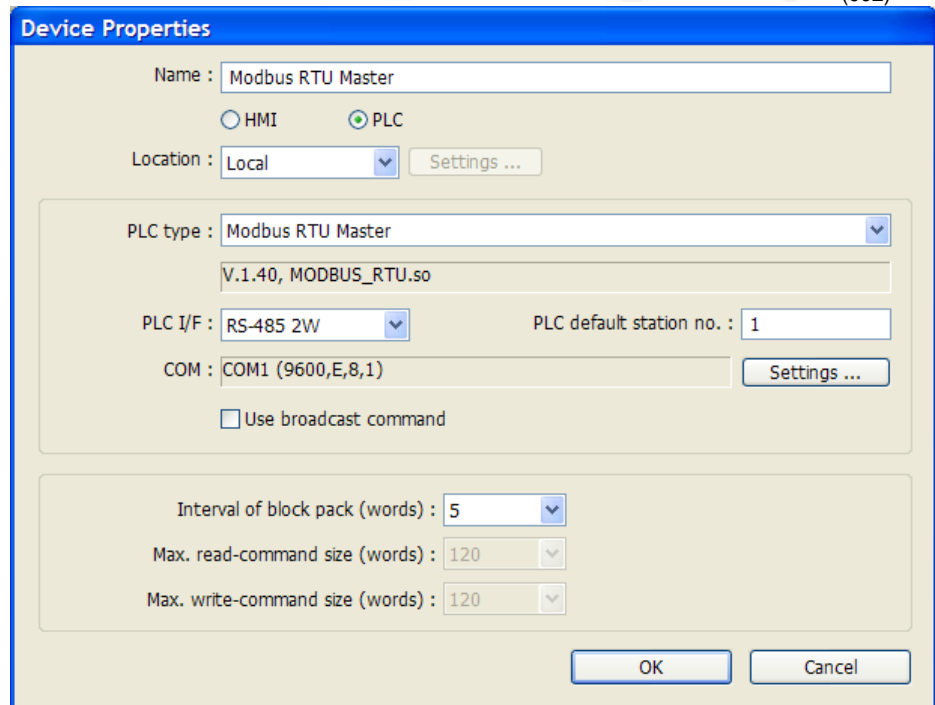 Device Properties
Name : Modbus RTU Master
HMI PLC
Location : Local Settings ...
PLC type : Modbus RTU Master
V.1.40, MODBUS_RTU.so
PLC I/F : RS-485 2W PLC default station no. : 1
COM : COM1 (9600,E,8,1) Settings ...
Use broadcast command
Interval of block pack (words) : 5
Max. read-command size (words) : 120
Max. write-command size (words) : 120
OK Cancel